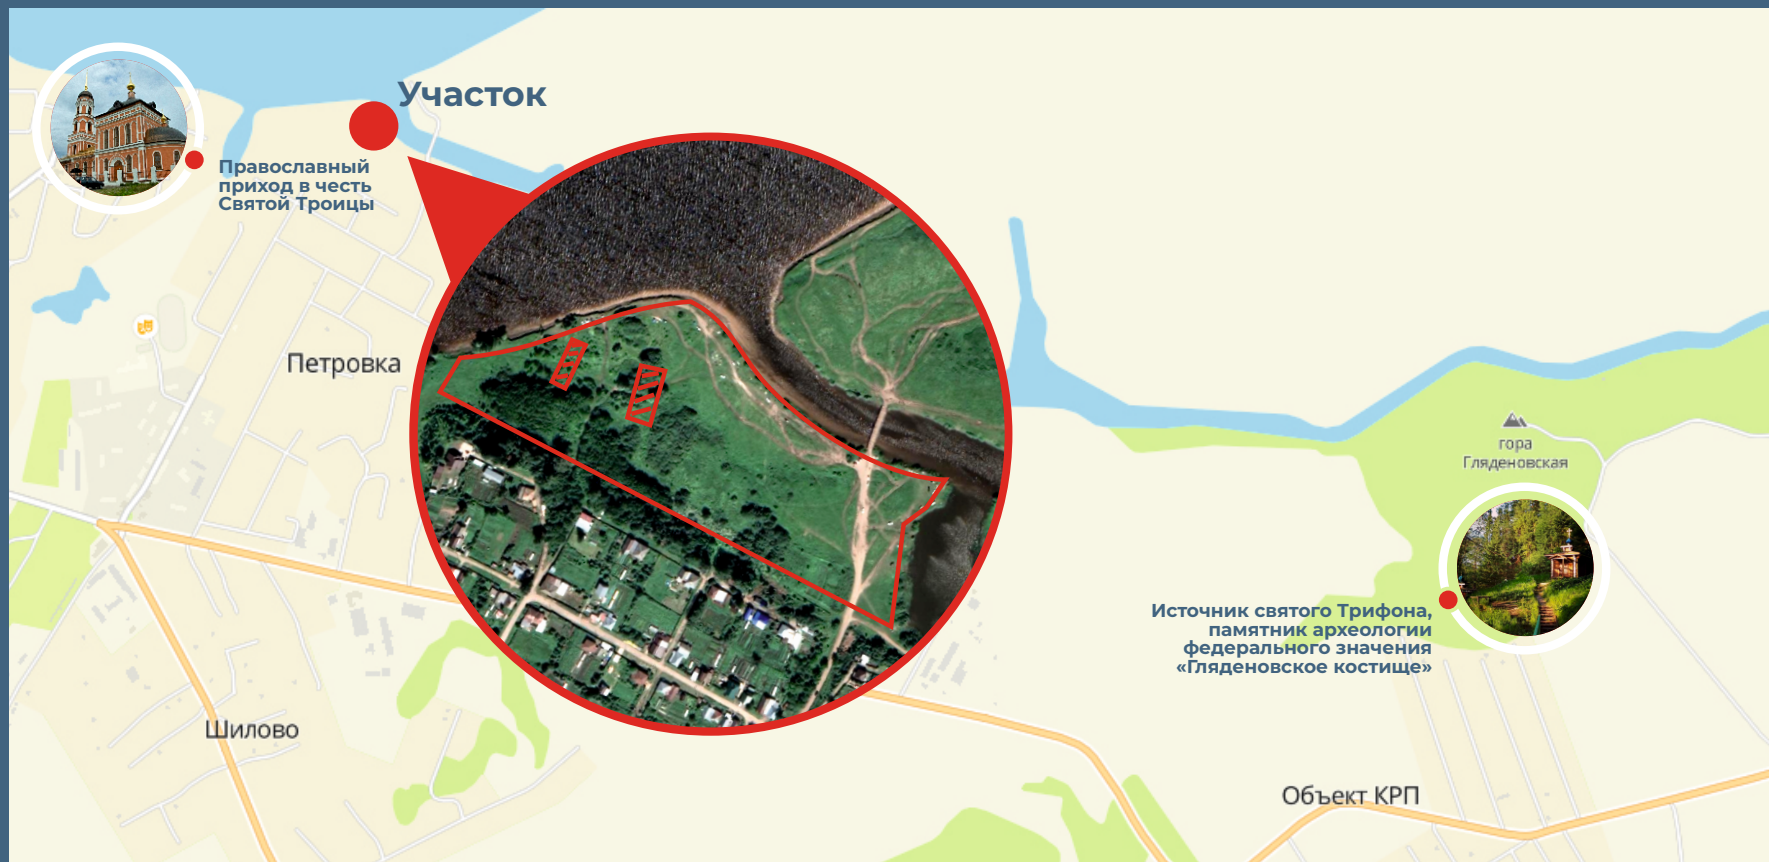 Участок
Православный
приход в честь
Святой Троицы
Петровка
гора
Гляденовская
Источник святого Трифона,
памятник археологии
федерального значения
«Гляденовское костище»
Шилово
Объект КРП